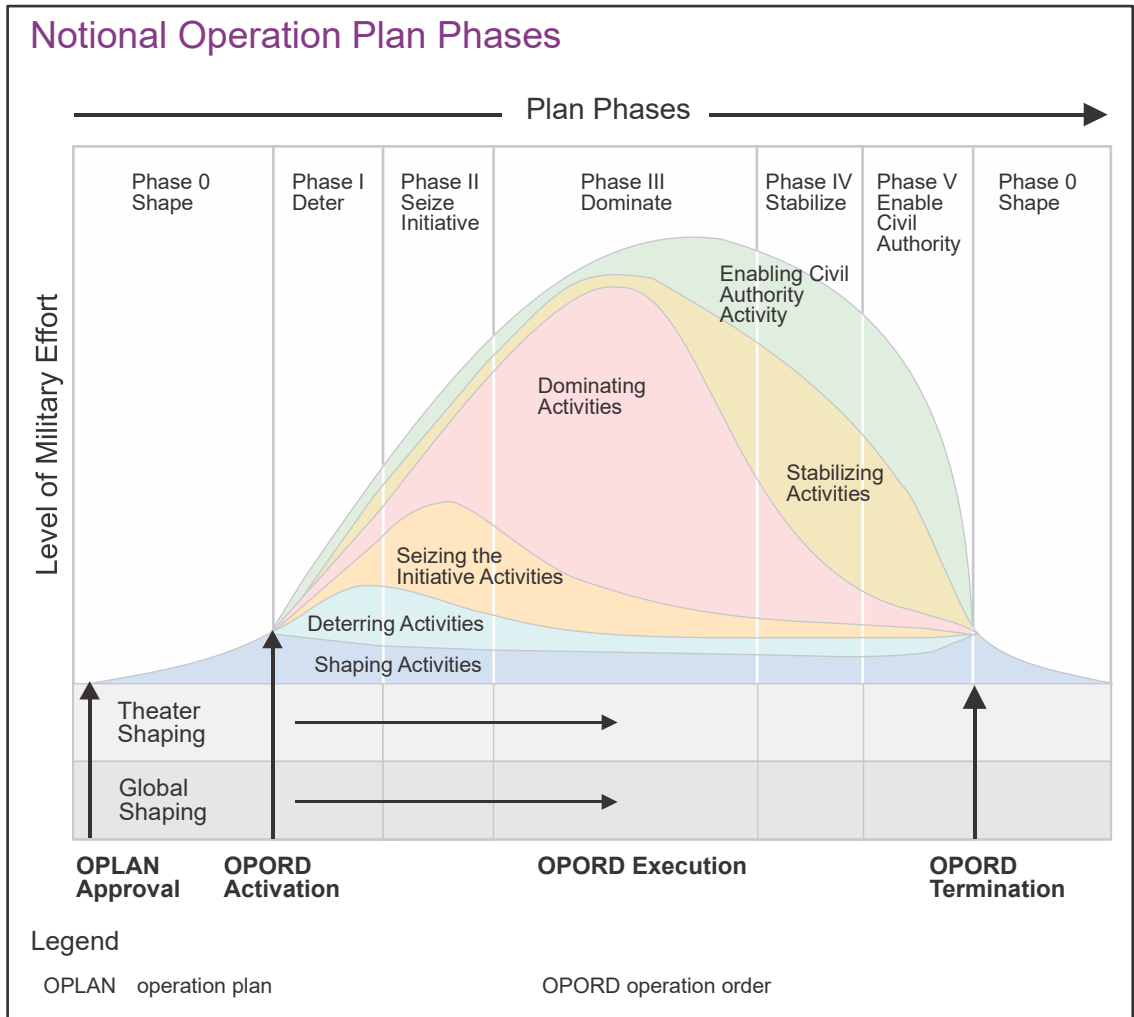 Notional Operation Plan Phases
Plan Phases
Phase 0
Shape
Phase I
Deter
Phase II
Seize
Initiative
Phase III
Dominate
Phase IV
Stabilize
Phase V
Enable
Civil
Authority
Phase 0
Shape
Level of Military Effort
Enabling Civil
Authority
Activity
Dominating
Activities
Stabilizing
Activities
Seizing the
Initiative Activities
Deterring Activities
Shaping Activities
Theater
Shaping
Global
Shaping
OPLAN
Approval
OPORD
Activation
OPORD Execution
OPORD
Termination
Legend
OPLAN operation plan
OPORD operation order